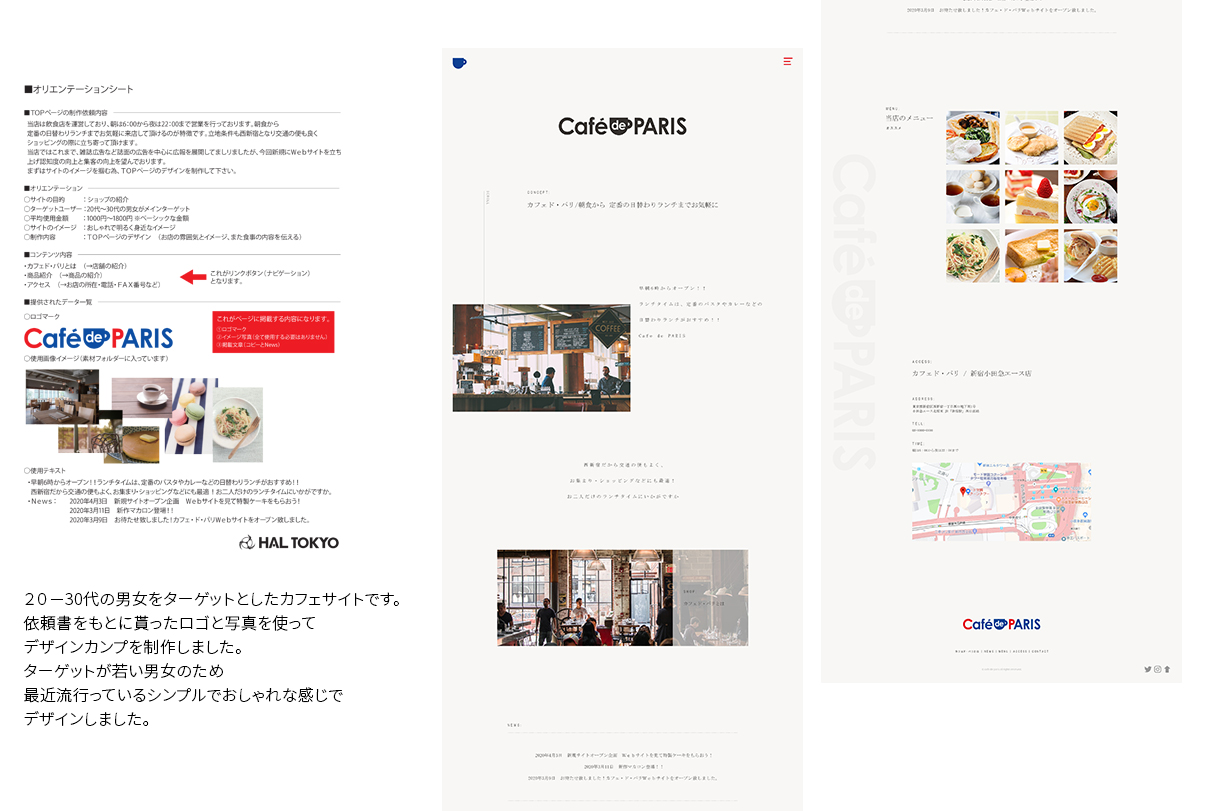 ■オリエンテーションシート
■TOPページの制作依頼内容
当店は飲食店を運営しており、朝は6:00から夜は22:00まで営業を行っております。朝食から
定番の日替わりランチまでお気軽に来店して頂けるのが特徴です。立地条件も西新宿となり交通の便も良く
ショッピングの際に立ち寄って頂けます。
当店ではこれまで、雑誌広告など誌面の広告を中心に広報を展開してましりましたが、今回新規にWebサイトを立ち
上げ認知度の向上と集客の向上を望んでおります。
まずはサイトのイメージを掴む為、TOPページのデザインを制作して下さい。
■オリエンテーション
○サイトの目的 :ショップの紹介
○ターゲットユーザー:20代〜30代の男女がメインターゲット
○平均使用金額 :1000円〜1800円 ※ベーシックな金額
○サイトのイメージ :おしゃれで明るく身近なイメージ
○制作内容 :TOPページのデザイン (お店の雰囲気とイメージ、また食事の内容を伝える)
■コンテンツ内容
・カフェド・パリとは (→店舗の紹介)
・商品紹介 (→商品の紹介)
・アクセス (→お店の所在・電話・FAX番号など)
これがリンクボタン(ナビゲーション)
となります。
■提供されたデータ一覧
○ロゴマーク
Café de PARIS
これがページに掲載する内容になります。
①ロゴマーク
②イメージ写真(全て使用する必要はありません)
③掲載文章(コピーとNews)
○使用画像イメージ(素材フォルダーに入っています)
○使用テキスト
・早朝6時からオープン!!ランチタイムは、定番のパスタやカレーなどの日替わりランチがおすすめ!!
西新宿だから交通の便もよく、お集まり・ショッピングなどにも最適!お二人だけのランチタイムにいかがですか。
・News: 2020年4月3日 新規サイトオープン企画 Webサイトを見て特製ケーキをもらおう!
2020年3月11日 新作マカロン登場!!
2020年3月9日 お待たせ致しました!カフェ・ド・パリWebサイトをオープン致しました。
HAL TOKYO
20−30代の男女をターゲットとしたカフェサイトです。
依頼書をもとに貰ったロゴと写真を使って
デザインカンプを制作しました。
ターゲットが若い男女のため
最近流行っているシンプルでおしゃれな感じで
デザインしました。
Café de PARIS
CONCEPT:
カフェド・パリ/朝食から 定番の日替わりランチまでお気軽に
早朝6時からオープン!!
ランチタイムは、定番のパスタやカレーなどの
日替わりランチがおすすめ!!
Cafe de PARIS
COFFEE
西新宿だから交通の便もよく、
お集まり・ショッピングなどにも最適!
お二人だけのランチタイムにいかがですか
NEWS:
2020年4月3日 新規サイトオープン企画 Webサイトを見て特製ケーキをもらおう!
2020年3月11日 新作マカロン登場!!
2020年3月9日 お待たせ致しました!カフェ・ド・パリWebサイトをオープン致しました。
2020年3月9日 お待たせ致しました!カフェ・ド・パリWebサイトをオープン致しました。
MENU:
当店のメニュー
Café de PARIS
ACCESS:
カフェド・パリ / 新宿小田急エース店
ADDRESS:
TELL:
TIME:
Café de PARIS